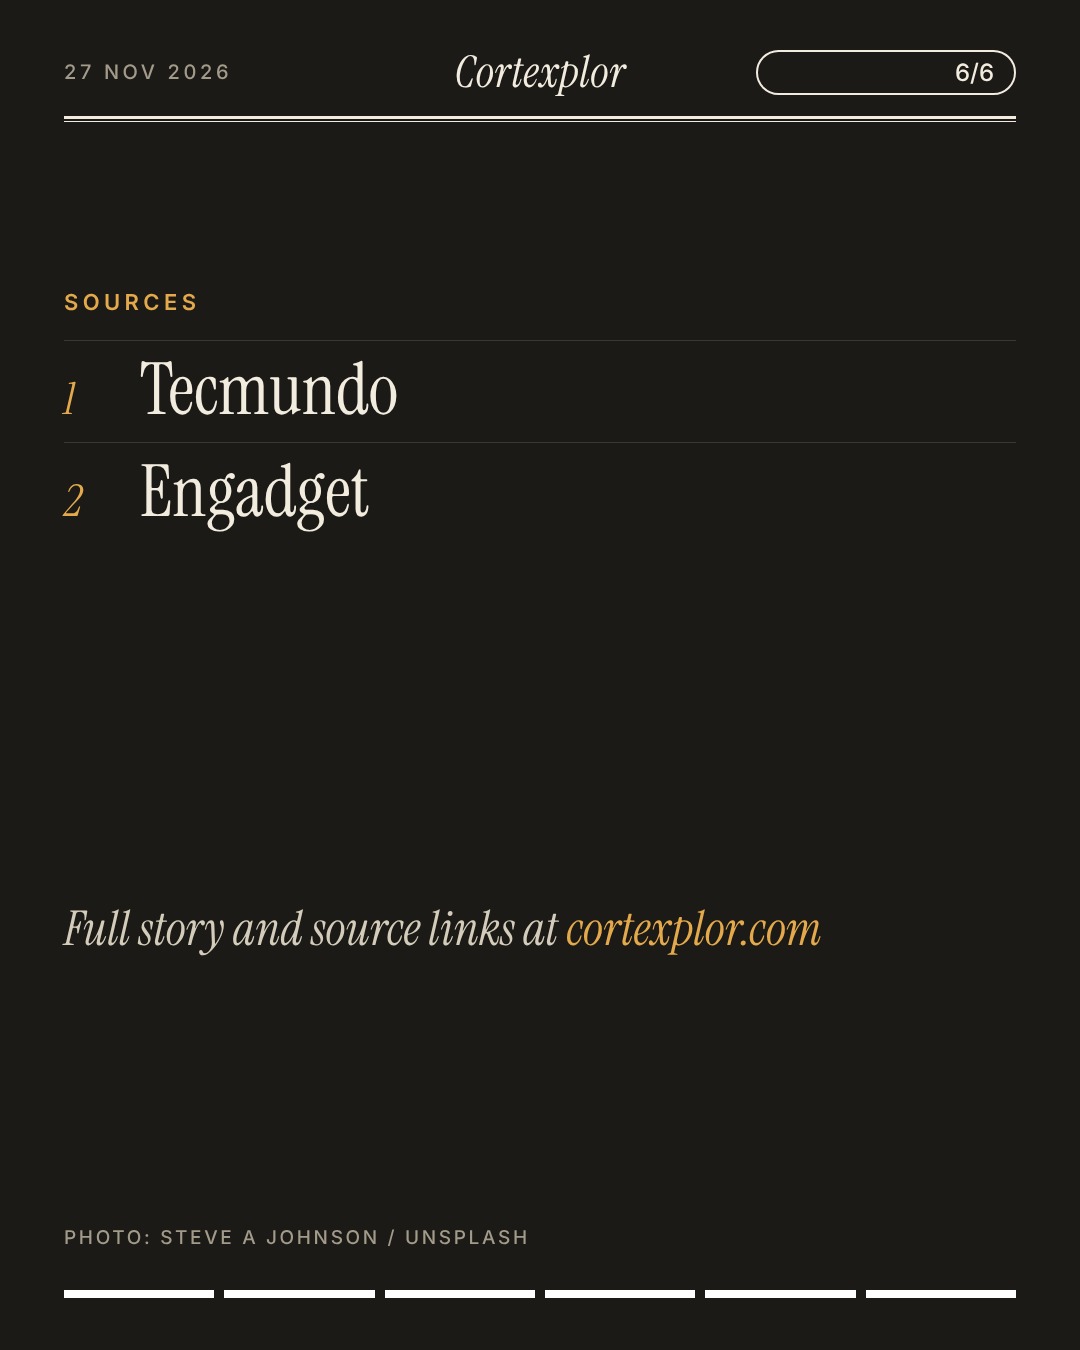 27 NOV 2026
Cortexplor
6/6
SOURCES
1 Tecmundo
2 Engadget
Full story and source links at cortexplor.com
PHOTO: STEVE A JOHNSON / UNSPLASH